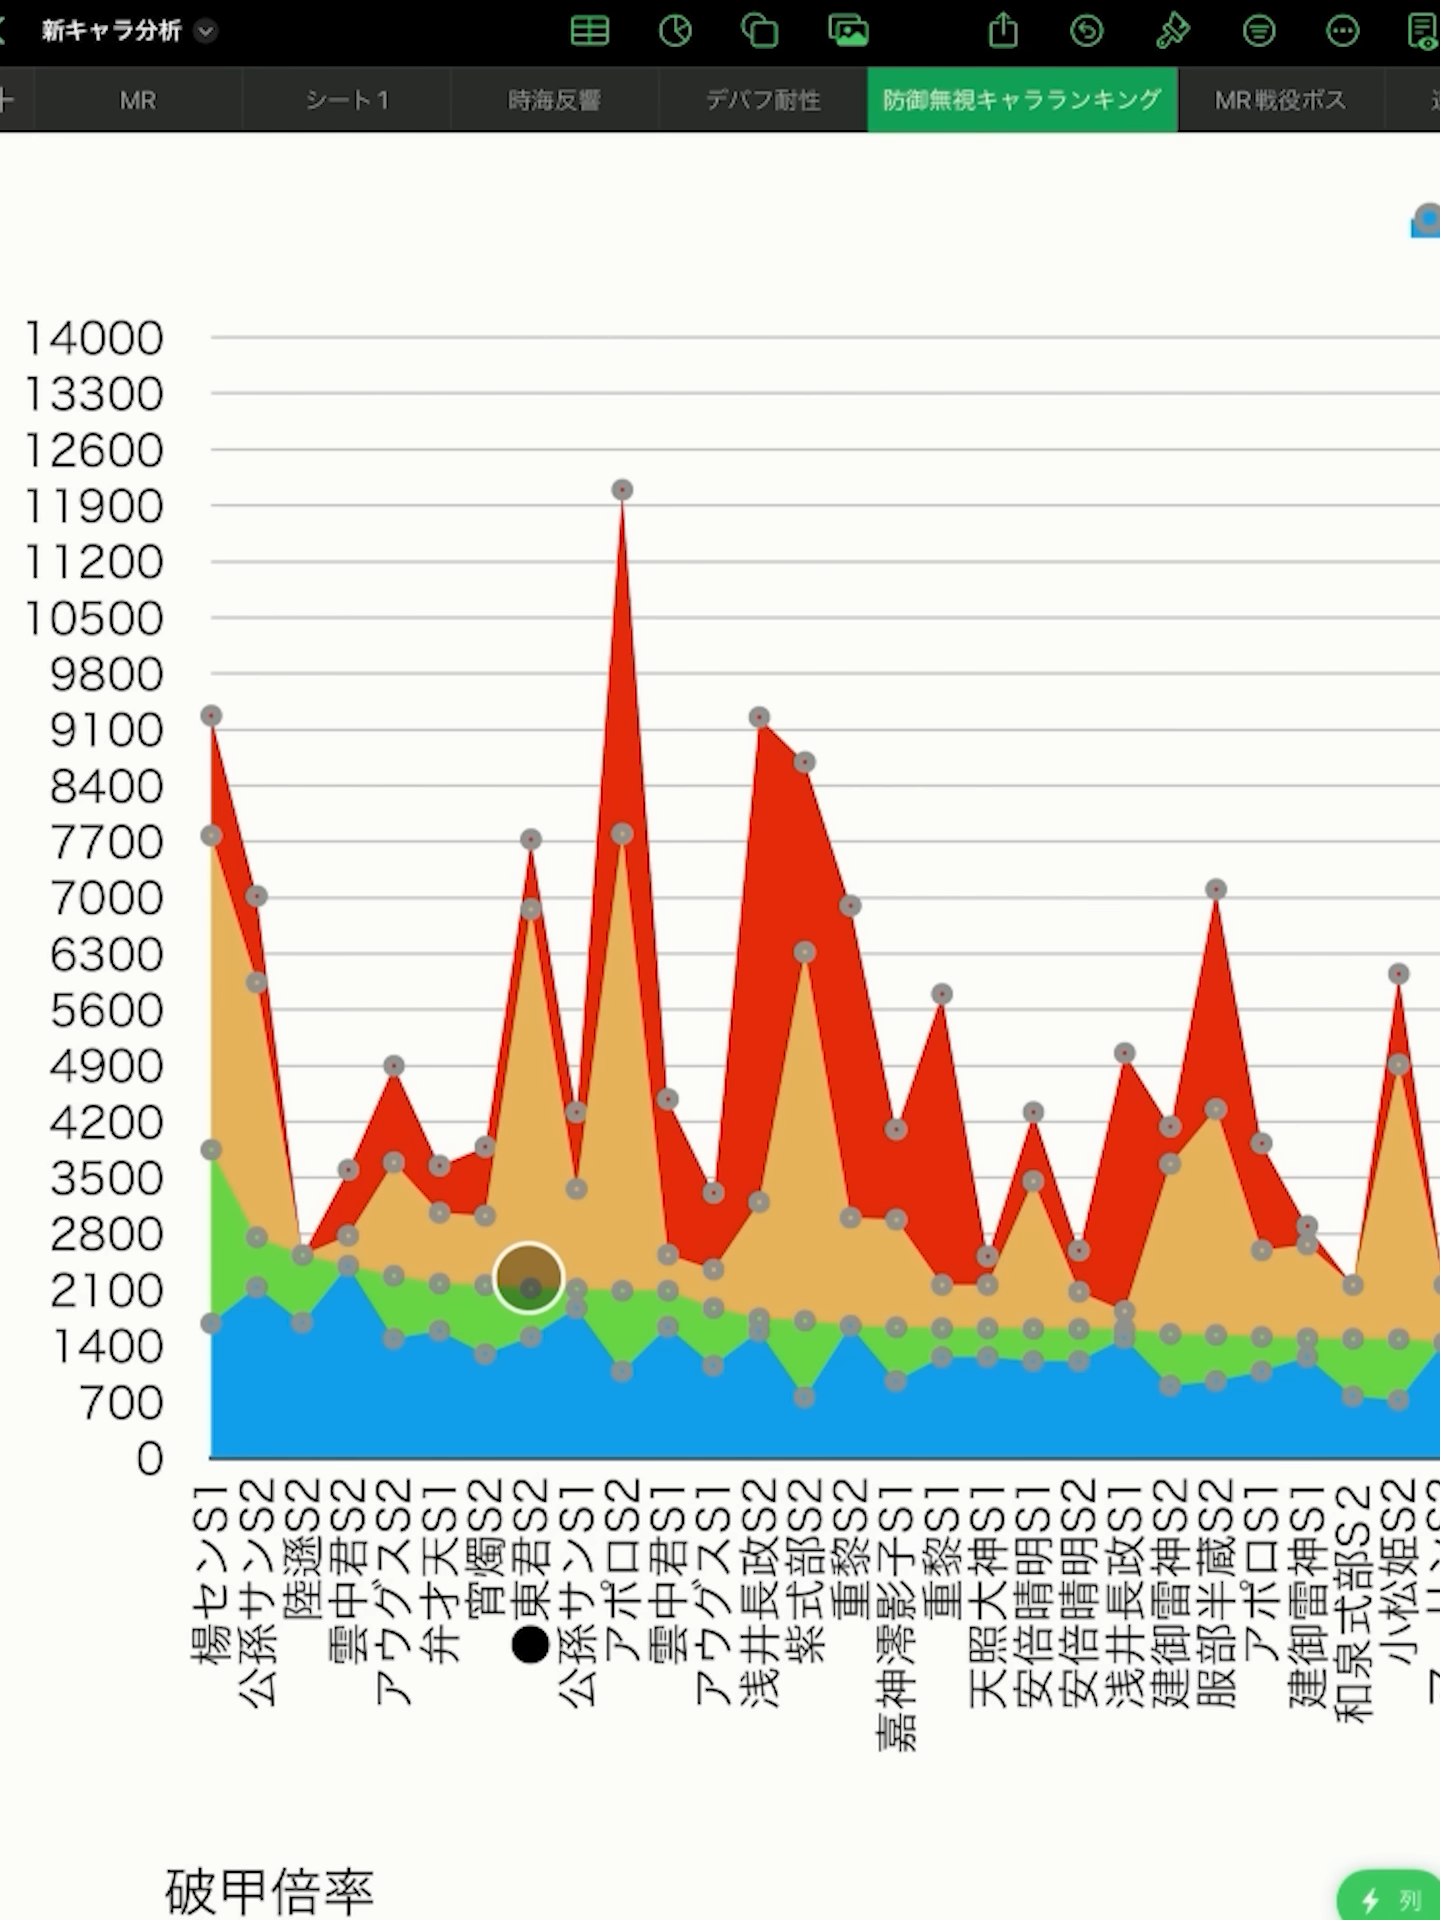 新キャラ分析
MR
シート 1
時海反響
デバフ耐性
防御無視キャラランキング
MR戦役ボス
14000
13300
12600
11900
11200
10500
9800
9100
8400
7700
7000
6300
5600
4900
4200
3500
2800
2100
1400
700
0
楊センS1
公孫サンS2
陸遜S2
雲中君S2
アウグスS2
弁才天S1
宵燭S2
●東君S2
公孫サンS1
アポロS2
雲中君S1
アウグスS1
浅井長政S2
紫式部S2
重黎S2
嘉神澪影子S1
重黎S1
天照大神S1
安倍晴明S1
安倍晴明S2
浅井長政S1
建御雷神S2
服部半蔵S2
アポロS1
建御雷神S1
和泉式部S２
小松姫S2
破甲倍率
列